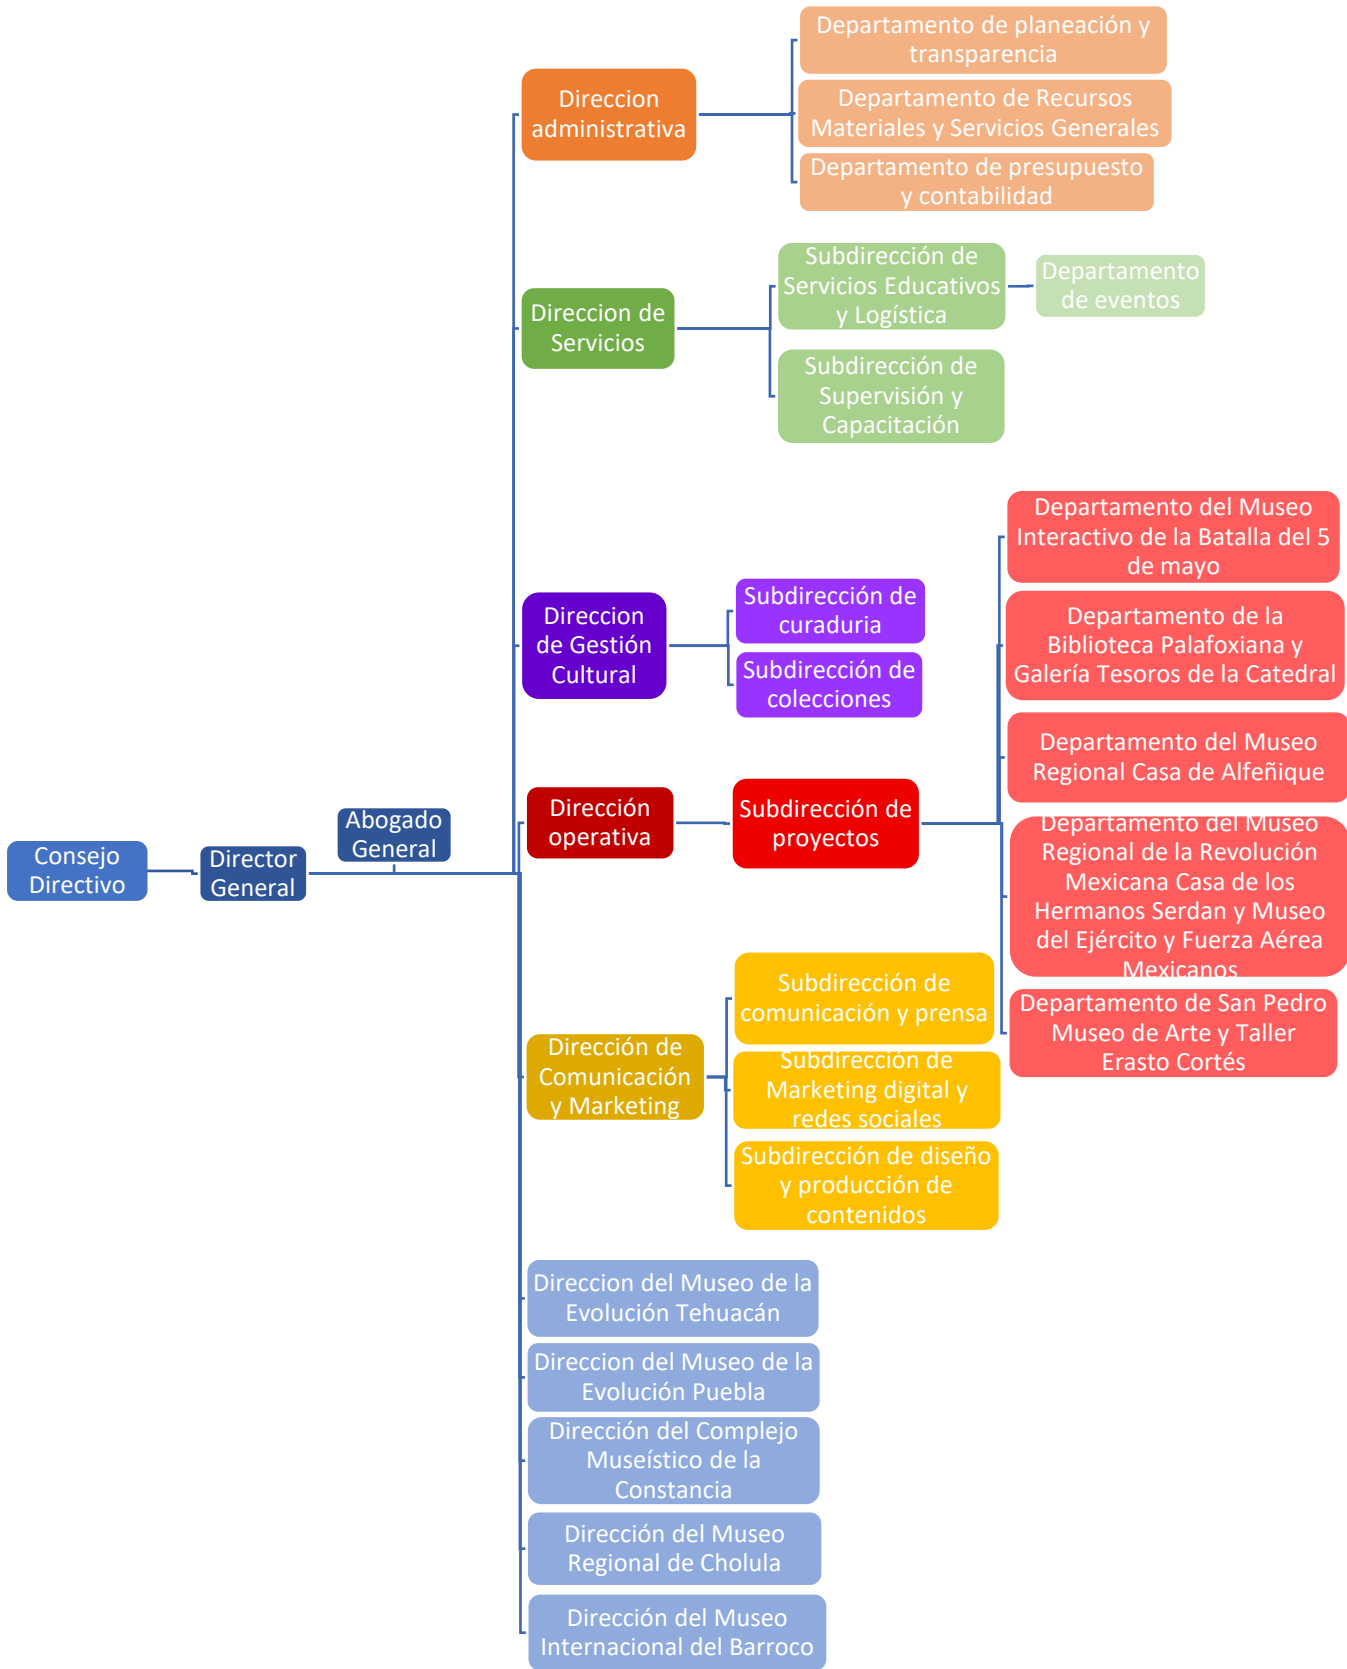 Departamento de planeación y
transparencia
Direccion
administrativa
Departamento de Recursos
Materiales y Servicios Generales
Departamento de presupuesto
y contabilidad
Direccion de
Servicios
Subdirección de
Servicios Educativos
y Logística
Departamento
de eventos
Subdirección de
Supervisión y
Capacitación
Direccion
de Gestión
Cultural
Subdirección de
curaduria
Subdirección de
colecciones
Consejo
Directivo
Director
General
Abogado
General
Dirección
operativa
Subdirección de
proyectos
Departamento del Museo
Interactivo de la Batalla del 5
de mayo
Departamento de la
Biblioteca Palafoxiana y
Galería Tesoros de la Catedral
Departamento del Museo
Regional Casa de Alfeñique
Departamento del Museo
Regional de la Revolución
Mexicana Casa de los
Hermanos Serdan y Museo
del Ejército y Fuerza Aérea
Mexicanos
Departamento de San Pedro
Museo de Arte y Taller
Erasto Cortés
Dirección de
Comunicación
y Marketing
Subdirección de
comunicación y prensa
Subdirección de
Marketing digital y
redes sociales
Subdirección de diseño
y producción de
contenidos
Direccion del Museo de la
Evolución Tehuacán
Direccion del Museo de la
Evolución Puebla
Dirección del Complejo
Museístico de la
Constancia
Dirección del Museo
Regional de Cholula
Dirección del Museo
Internacional del Barroco